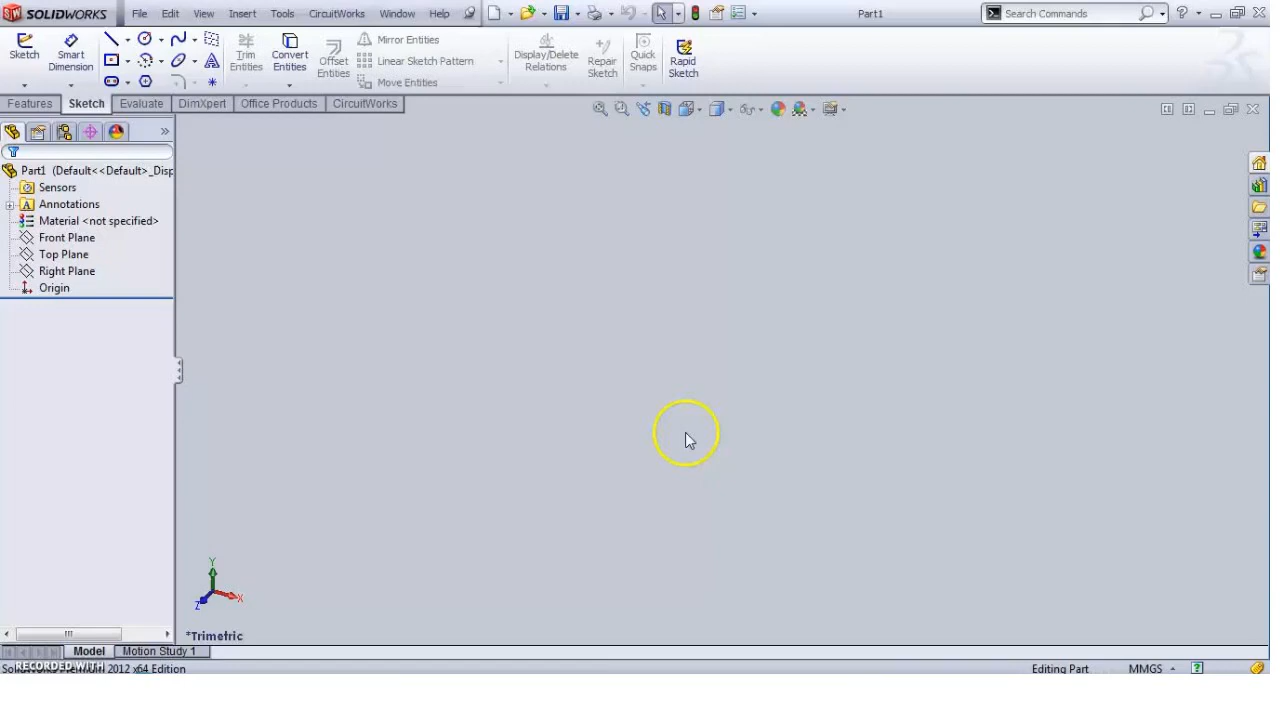 SOLIDWORKS File Edit View Insert Tools CircuitWorks Window Help Part1 Search Commands
Sketch Smart Dimension Trim Entities Convert Entities Offset Entities Mirror Entities Linear Sketch Pattern Move Entities Display/Delete Relations Repair Sketch Quick Snaps Rapid Sketch
Features Sketch Evaluate DimXpert Office Products CircuitWorks
Part1 (Default<<Default>_Disp
Sensors
Annotations
Material <not specified>
Front Plane
Top Plane
Right Plane
Origin
Y
X
Z
*Trimetric
Model Motion Study 1
RECORDED WITH
SolidWorks Premium 2012 x64 Edition Editing Part MMGS